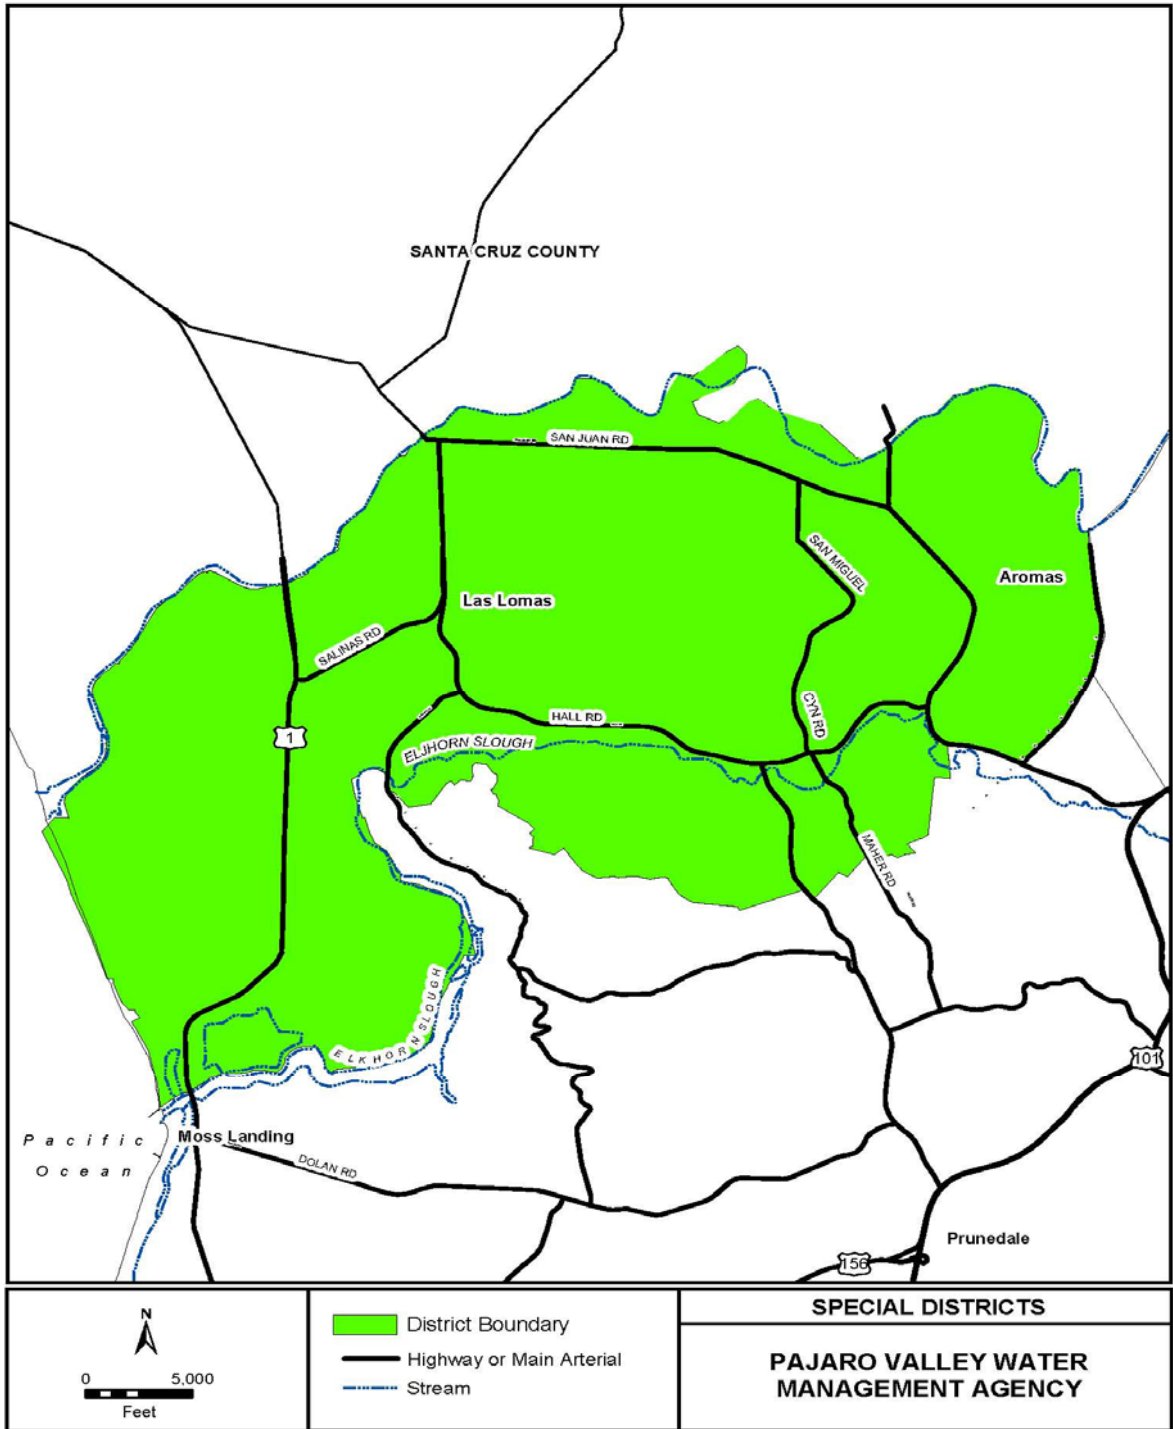 SANTA CRUZ COUNTY
SAN JUAN RD
SAN MIGUEL
Aromas
Las Lomas
SALINAS RD
CYN RD
HALL RD
1
ELJHORN SLOUGH
MAHER RD
ELKHORN SLOUGH
101
Pacific
Ocean
Moss Landing
DOLAN RD
Prunedale
156
N
0 5,000
Feet
District Boundary
Highway or Main Arterial
Stream
SPECIAL DISTRICTS
PAJARO VALLEY WATER
MANAGEMENT AGENCY